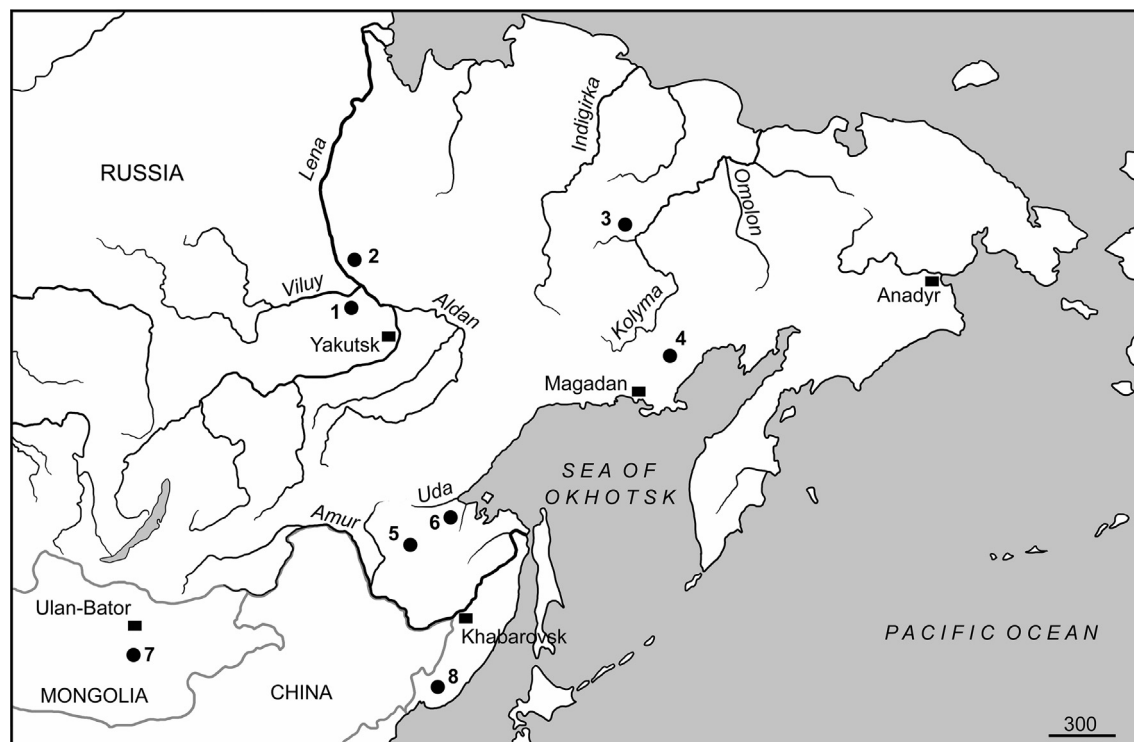 Indigirka
Lena
RUSSIA
Omolon
3
2
Viluy
Aldan
Anadyr
1
Kolyma
4
Yakutsk
Magadan
SEA OF
OKHOTSK
Uda
Amur
6
5
Ulan-Bator
Khabarovsk
PACIFIC OCEAN
7
8
MONGOLIA
CHINA
300